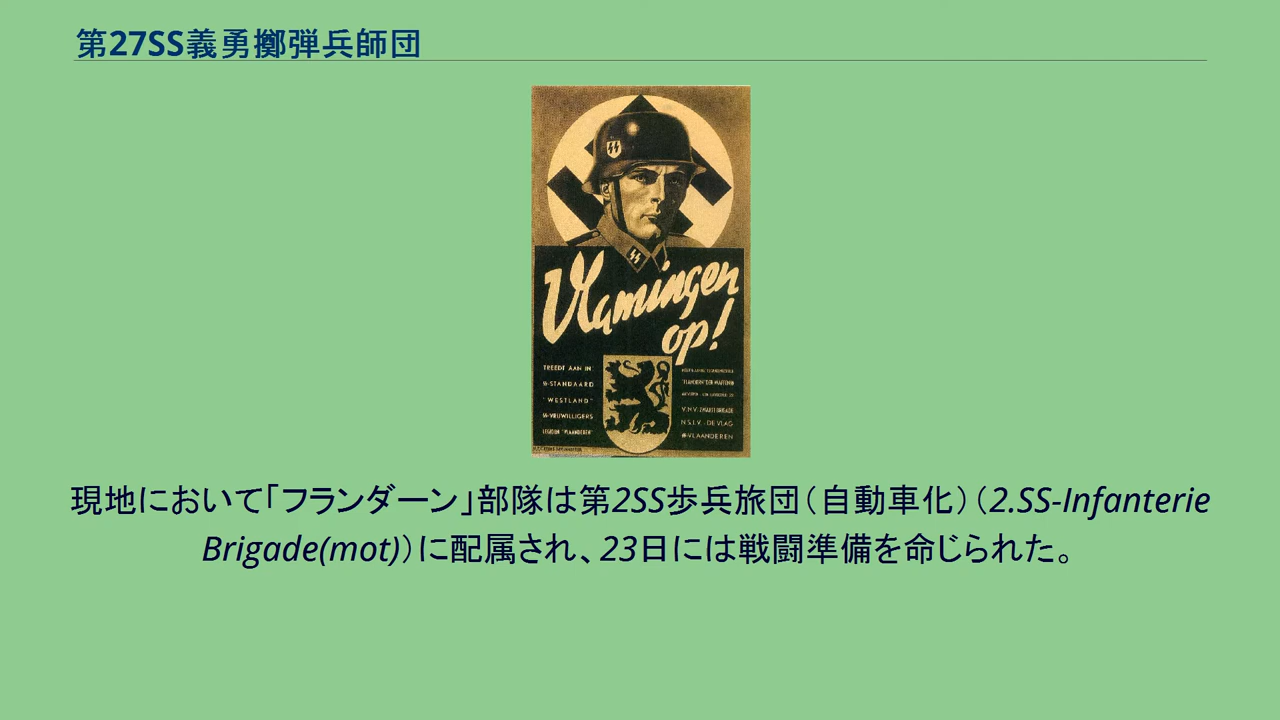 第27SS義勇擲弾兵師団
Vlamingen
op!
TREEDT AAN IN
SS-STANDAARD
"WESTLAND"
SS-VRIJWILLIGERS
LEGIOEN "VLAANDEREN"
V.N.V.-ZWARTE BRIGADE
N.S.J.V. - DE VLAG
SS-VLAANDEREN
現地において「フランダーン」部隊は第2SS歩兵旅団（自動車化）（2.SS-Infanterie
Brigade(mot)）に配属され、23日には戦闘準備を命じられた。